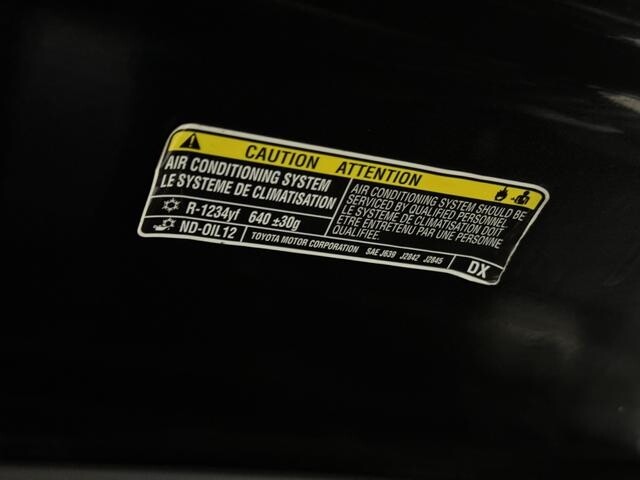 CAUTION ATTENTION
AIR CONDITIONING SYSTEM
LE SYSTEME DE CLIMATISATION
R-1234yf 640 ±30g
ND-OIL12
AIR CONDITIONING SYSTEM SHOULD BE
SERVICED BY QUALIFIED PERSONNEL
LE SYSTÈME DE CLIMATISATION DOIT
ETRE ENTRETENU PAR UNE PERSONNE
QUALIFIEE.
TOYOTA MOTOR CORPORATION SAE J639 J2842 J2845
DX